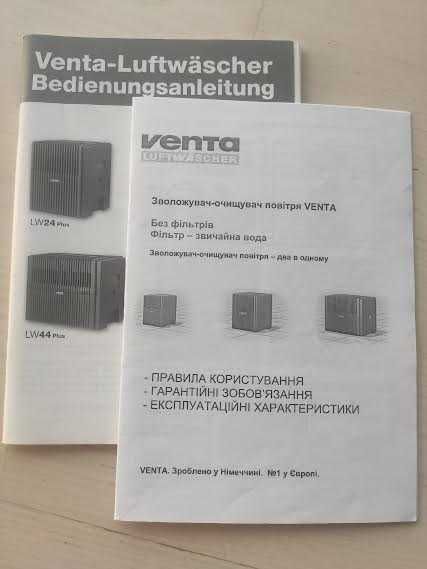 Venta-Luftwäscher
Bedienungsanleitung
LW24 Plus
LW44 Plus
venta
LUFTWÄSCHER
Зволожувач-очищувач повітря VENTA
Без фільтрів
Фільтр – звичайна вода
Зволожувач-очищувач повітря – два в одному
- ПРАВИЛА КОРИСТУВАННЯ
- ГАРАНТІЙНІ ЗОБОВ'ЯЗАННЯ
- ЕКСПЛУАТАЦІЙНІ ХАРАКТЕРИСТИКИ
VENTA. Зроблено у Німеччині. №1 у Європі.